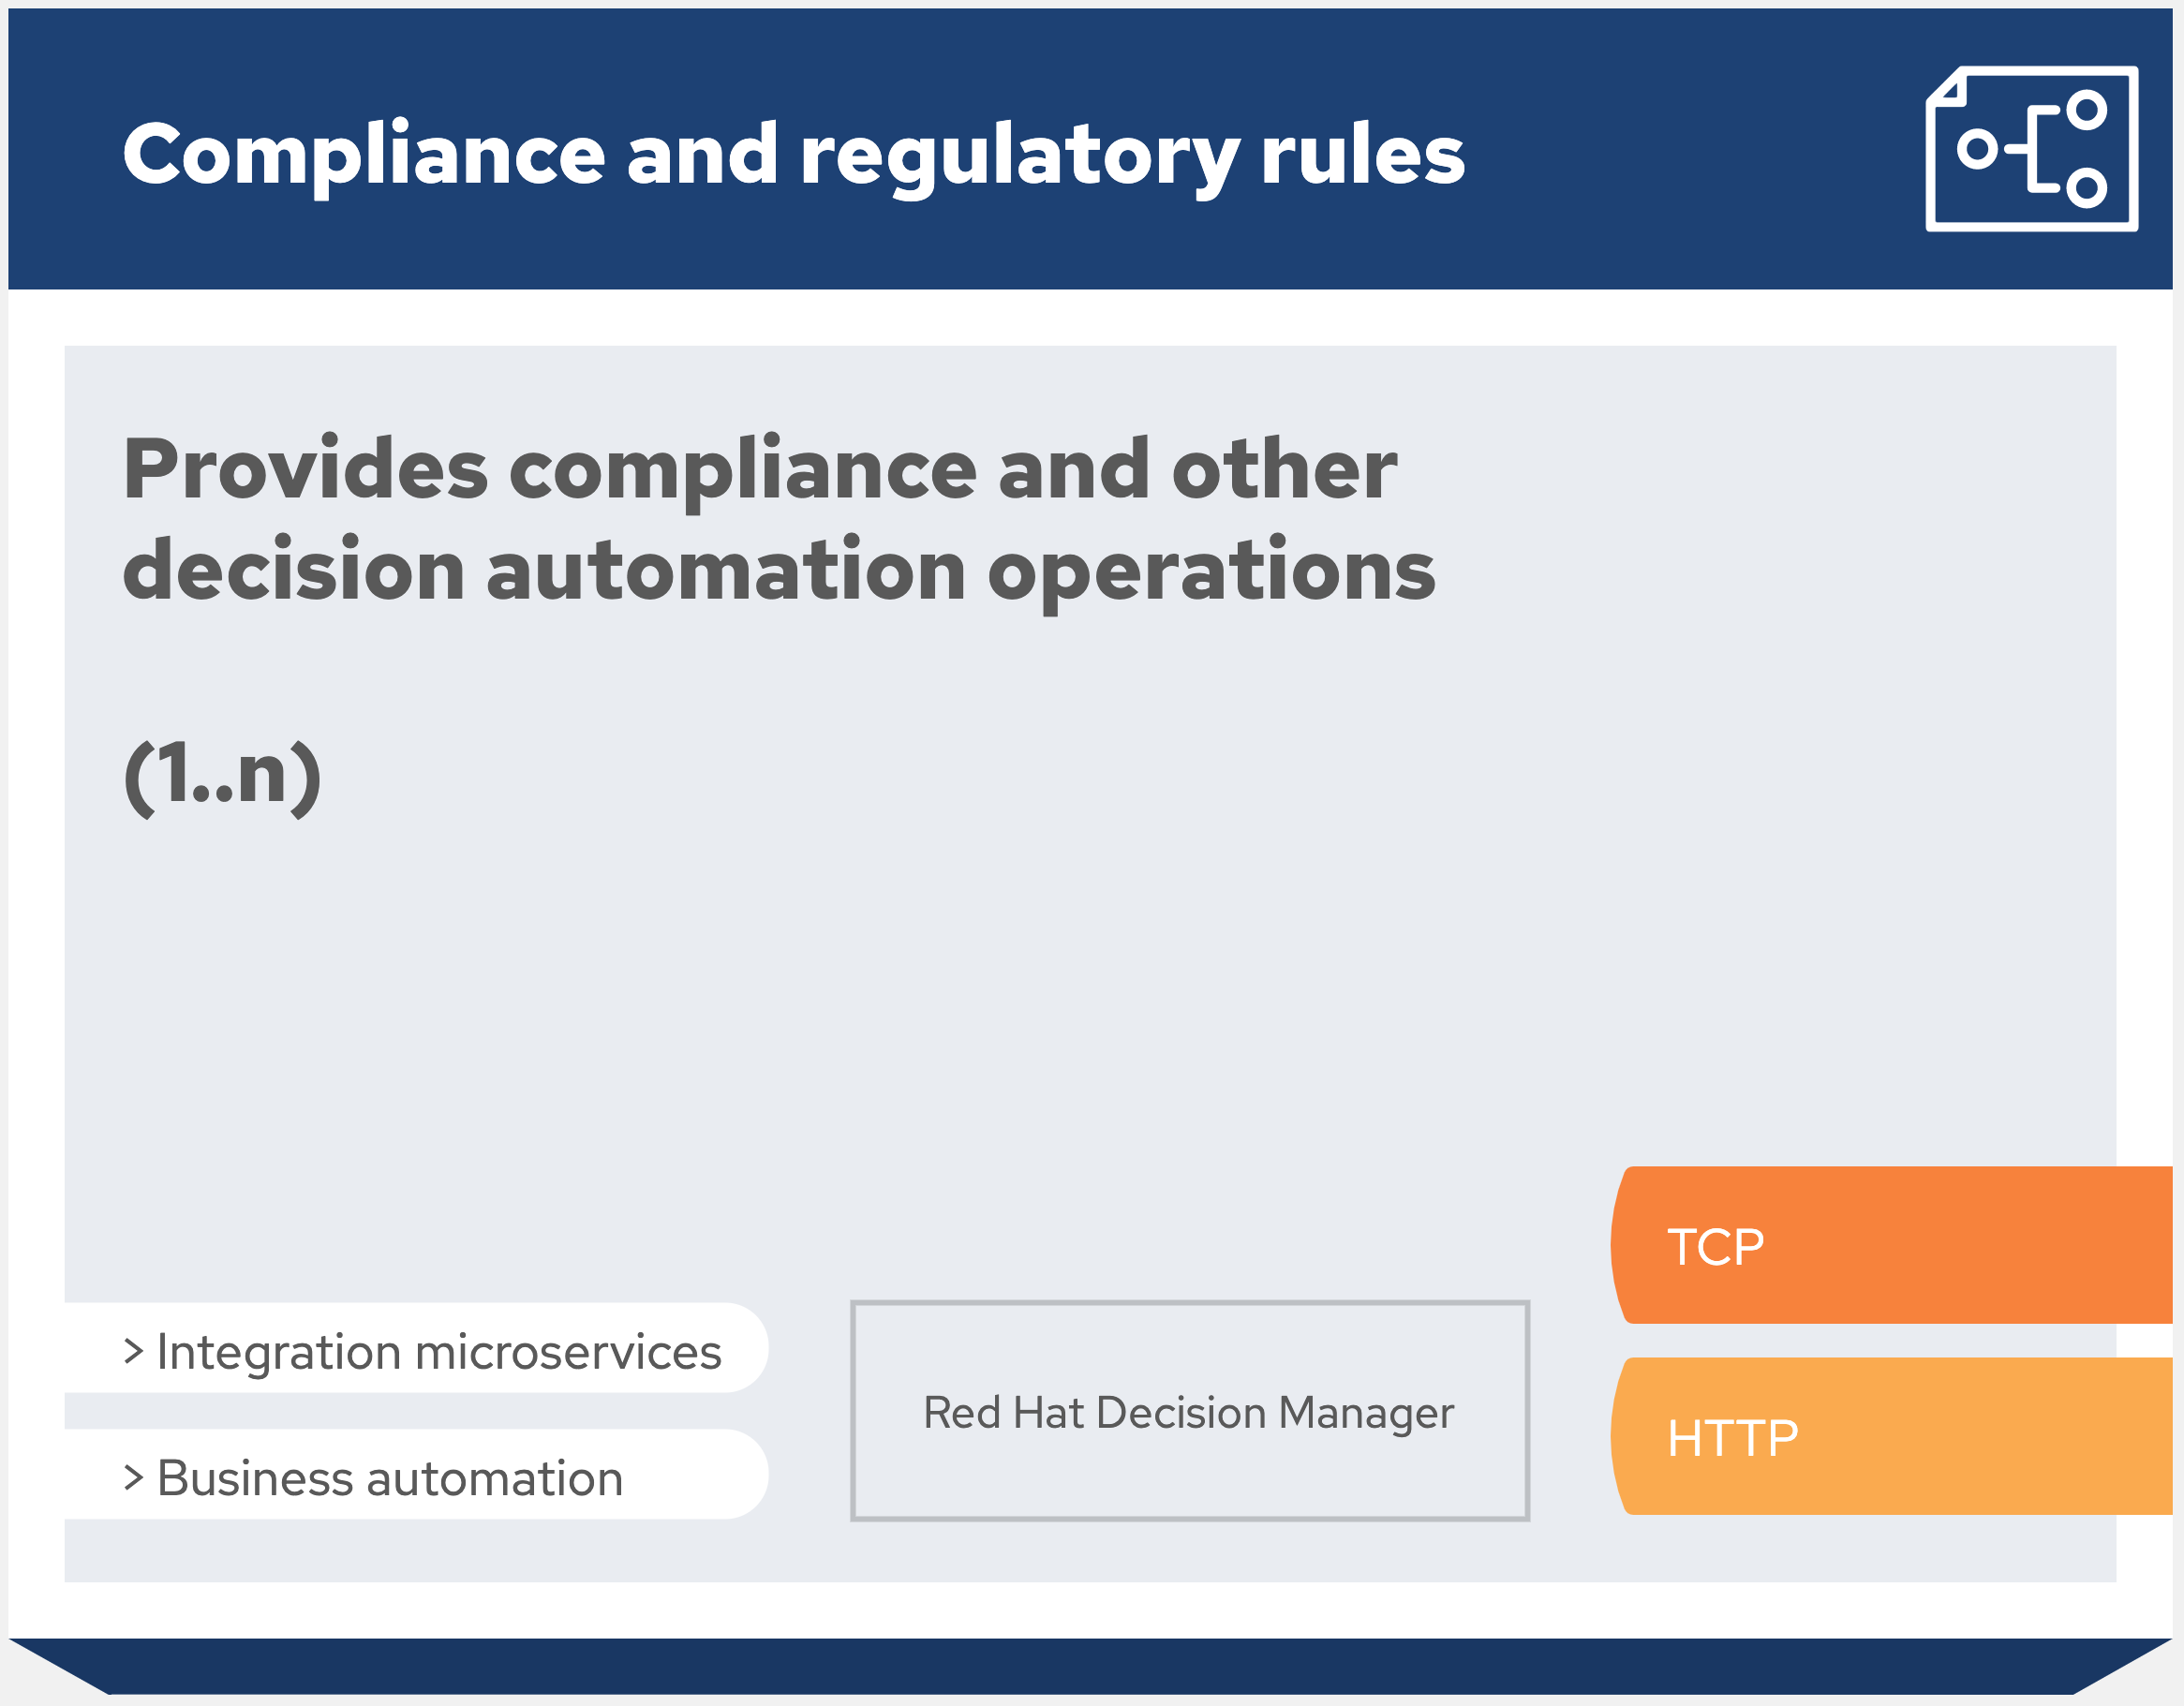 Compliance and regulatory rules
Provides compliance and other
decision automation operations
(1..n)
> Integration microservices
> Business automation
Red Hat Decision Manager
TCP
HTTP